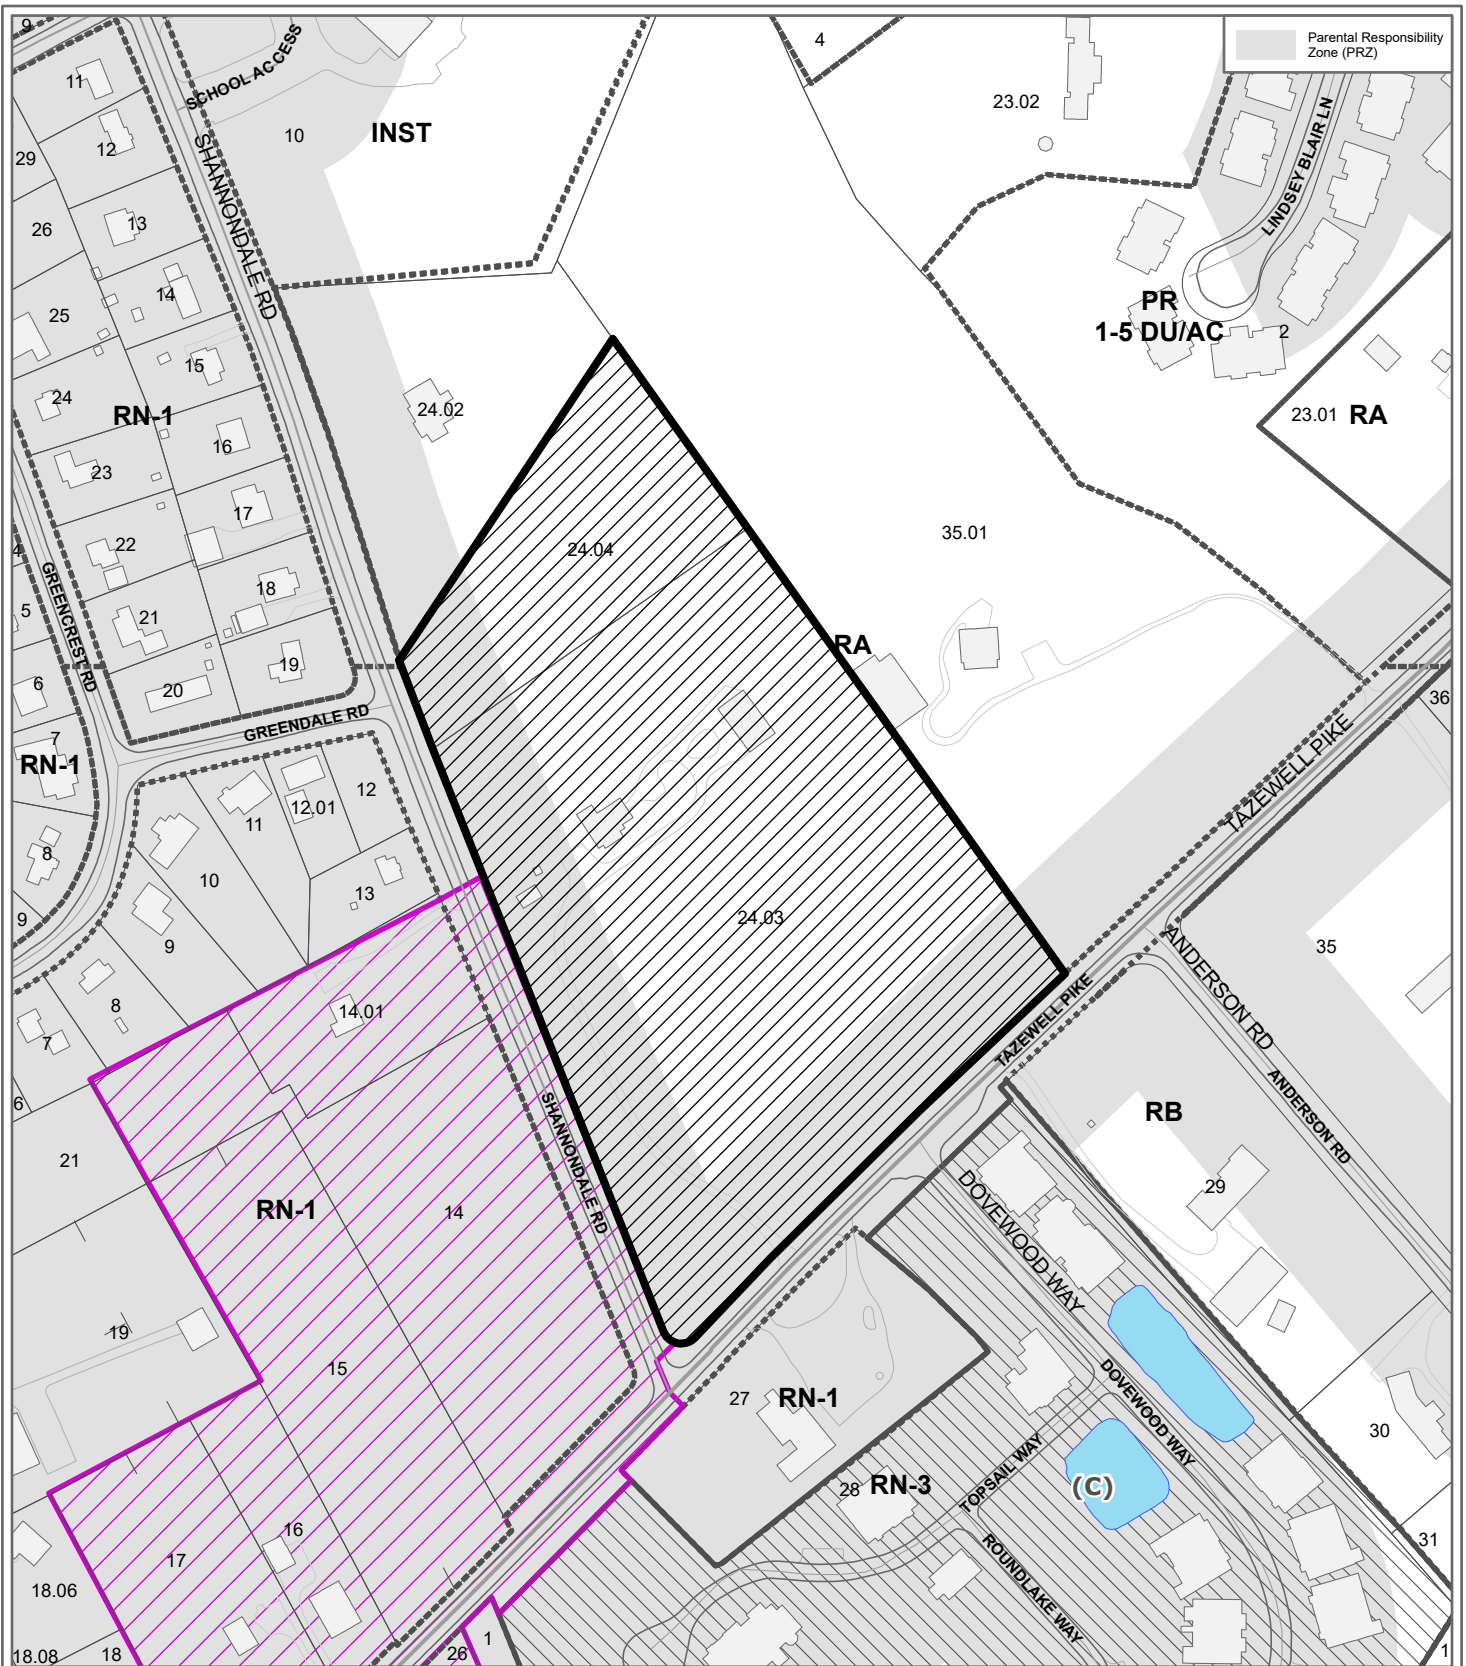 9
4
Parental Responsibility
Zone (PRZ)
11
SCHOOL ACCESS
23.02
LINDSEY BLAIR LN
10
INST
12
29
SHANNONDALE RD
13
26
14
25
PR
1-5 DU/AC
2
15
24
RN-1
24.02
23.01
RA
16
23
17
35.01
22
24.04
4
GREENCREST RD
18
5
21
19
RA
20
6
36
GREENDALE RD
7
RN-1
TAZEWELL PIKE
12
12.01
11
8
10
13
9
24.03
9
ANDERSON RD
35
8
14.01
7
TAZEWELL PIKE
6
SHANNONDALE RD
RB
ANDERSON RD
21
29
DOVEWOOD WAY
RN-1
14
19
15
27
RN-1
DOVEWOOD WAY
30
28
RN-3
TOPSAIL WAY
(C)
16
17
31
18.06
ROUNDLAKE WAY
18.08
18
26
1
1